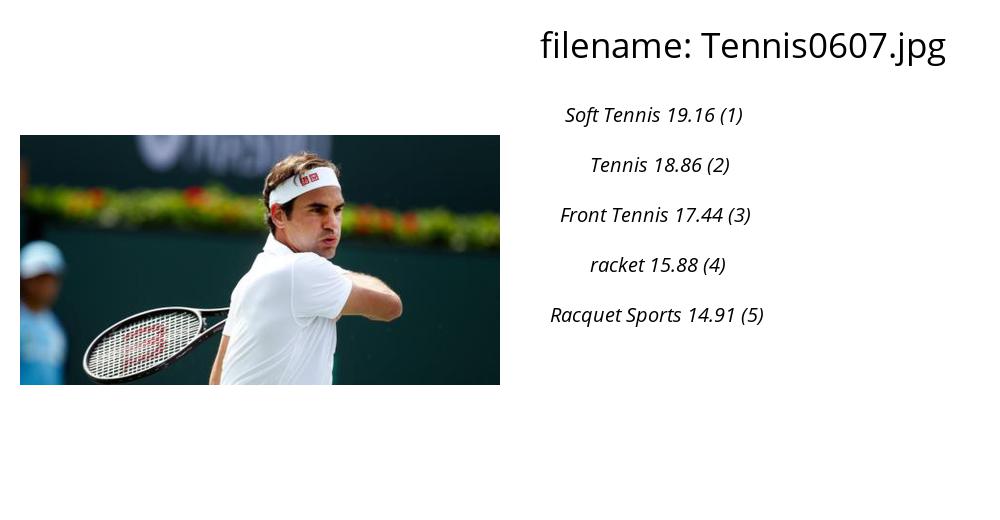 filename: Tennis0607.jpg
Soft Tennis 19.16 (1)
Tennis 18.86 (2)
Front Tennis 17.44 (3)
racket 15.88 (4)
Racquet Sports 14.91 (5)